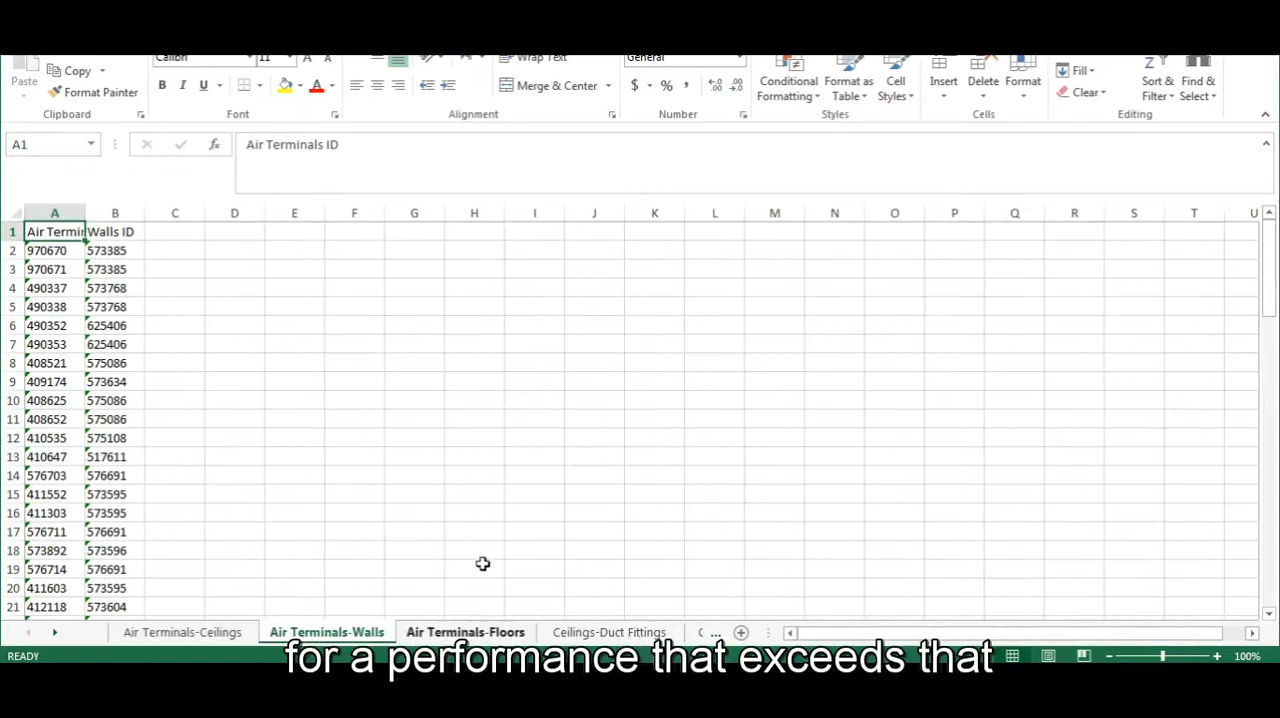 Calibri 11 A A Wrap Text General
Paste Copy
Format Painter
B I U A Merge & Center $ % , Conditional Formatting Format as Table Cell Styles Insert Delete Format Fill Clear Sort & Filter Find & Select
Clipboard Font Alignment Number Styles Cells Editing
A1 fx Air Terminals ID
A B C D E F G H I J K L M N O P Q R S T U
1 Air Termin Walls ID
2 970670 573385
3 970671 573385
4 490337 573768
5 490338 573768
6 490352 625406
7 490353 625406
8 408521 575086
9 409174 573634
10 408625 575086
11 408652 575086
12 410535 575108
13 410647 517611
14 576703 576691
15 411552 573595
16 411303 573595
17 576711 576691
18 573892 573596
19 576714 576691
20 411603 573595
21 412118 573604
Air Terminals-Ceilings Air Terminals-Walls Air Terminals-Floors Ceilings-Duct Fittings ...
READY 100%
for a performance that exceeds that